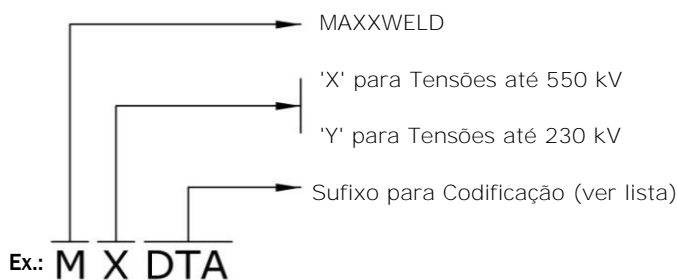 MAXXWELD
'X' para Tensões até 550 kV
'Y' para Tensões até 230 kV
Sufixo para Codificação (ver lista)
Ex.: M X DTA